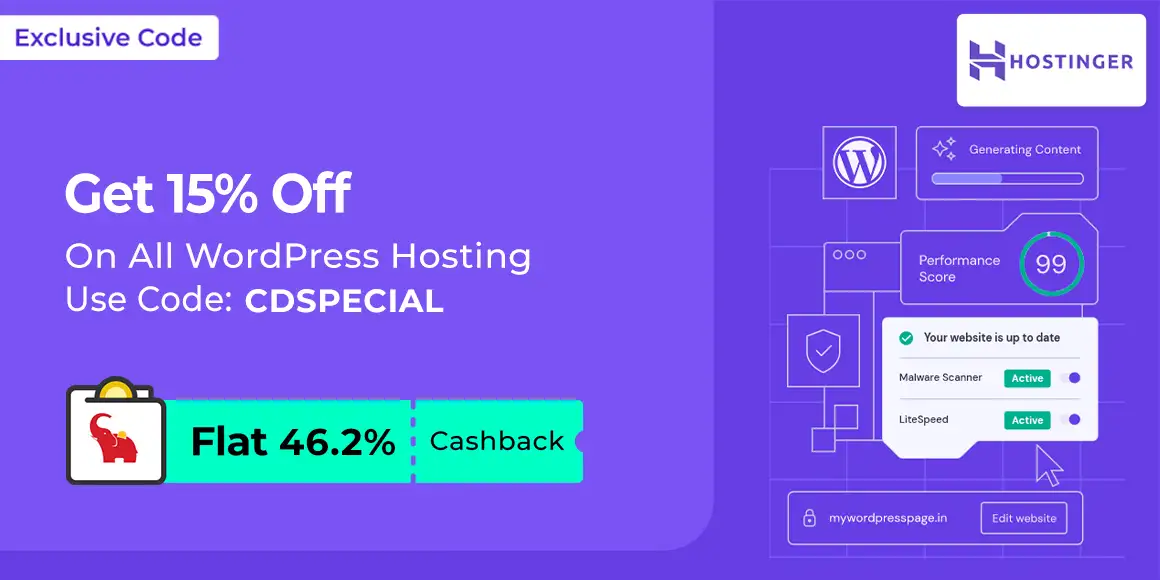 Exclusive Code
HOSTINGER
Get 15% Off
On All WordPress Hosting
Use Code: CDSPECIAL
Flat 46.2% Cashback
Generating Content
Performance
Score
99
Your website is up to date
Malware Scanner Active
LiteSpeed Active
mywordpresspage.in Edit website